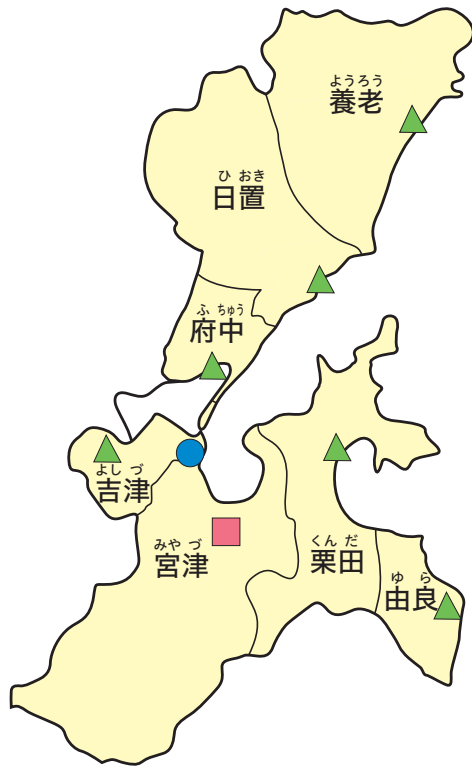 ようろう
養老
ひ おき
日置
ふ ちゅう
府中
よし づ
吉津
みや づ
宮津
くん だ
栗田
ゆ ら
由良